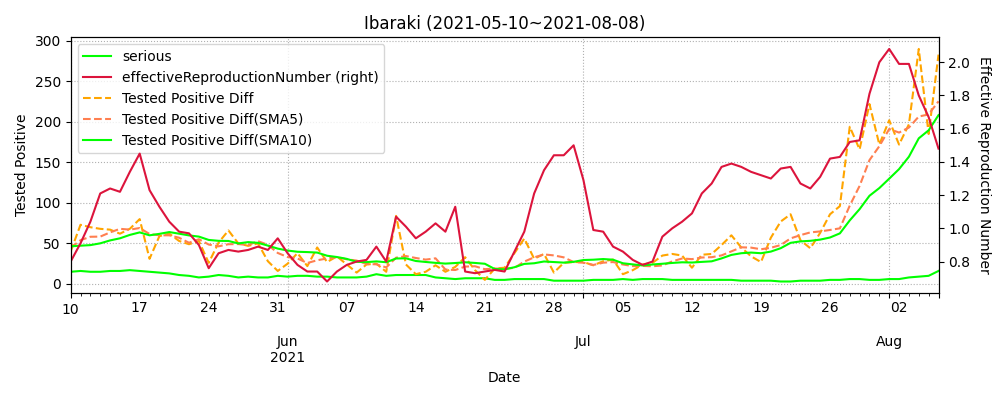 Ibaraki (2021-05-10~2021-08-08)
serious
effectiveReproductionNumber (right)
Tested Positive Diff
Tested Positive Diff(SMA5)
Tested Positive Diff(SMA10)
Tested Positive
300
250
200
150
100
50
0
2.0
1.8
1.6
1.4
1.2
1.0
0.8
Effective Reproduction Number
10 17 24 31 07 14 21 28 05 12 19 26 02
Jun Jul Aug
2021
Date